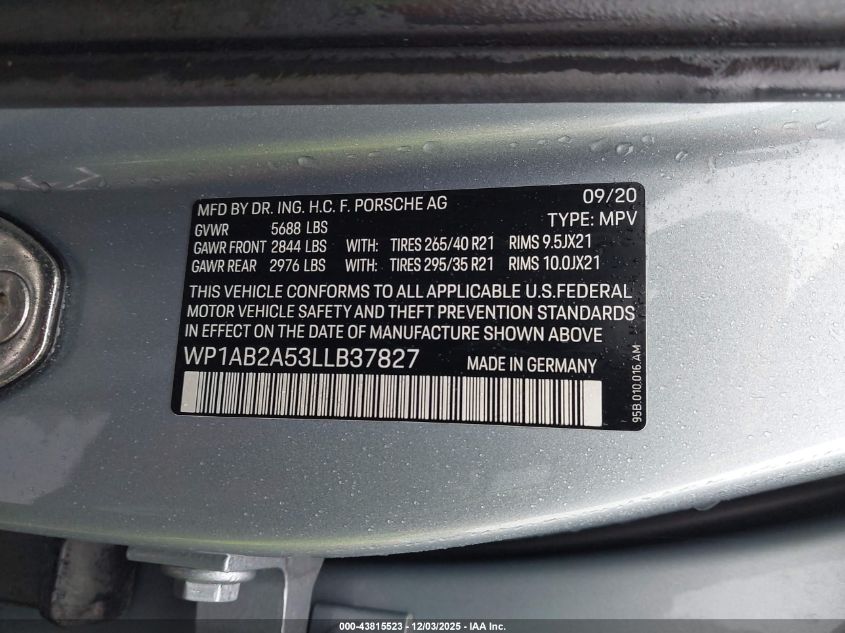 MFD BY DR. ING. H.C. F. PORSCHE AG 09/20
GVWR 5688 LBS TYPE: MPV
GAWR FRONT 2844 LBS WITH: TIRES 265/40 R21 RIMS 9.5JX21
GAWR REAR 2976 LBS WITH: TIRES 295/35 R21 RIMS 10.0JX21
THIS VEHICLE CONFORMS TO ALL APPLICABLE U.S.FEDERAL
MOTOR VEHICLE SAFETY AND THEFT PREVENTION STANDARDS
IN EFFECT ON THE DATE OF MANUFACTURE SHOWN ABOVE
WP1AB2A53LLB37827 MADE IN GERMANY
95B.010.016.AM
000-43815523 | 12/03/2025 - IAA Inc.